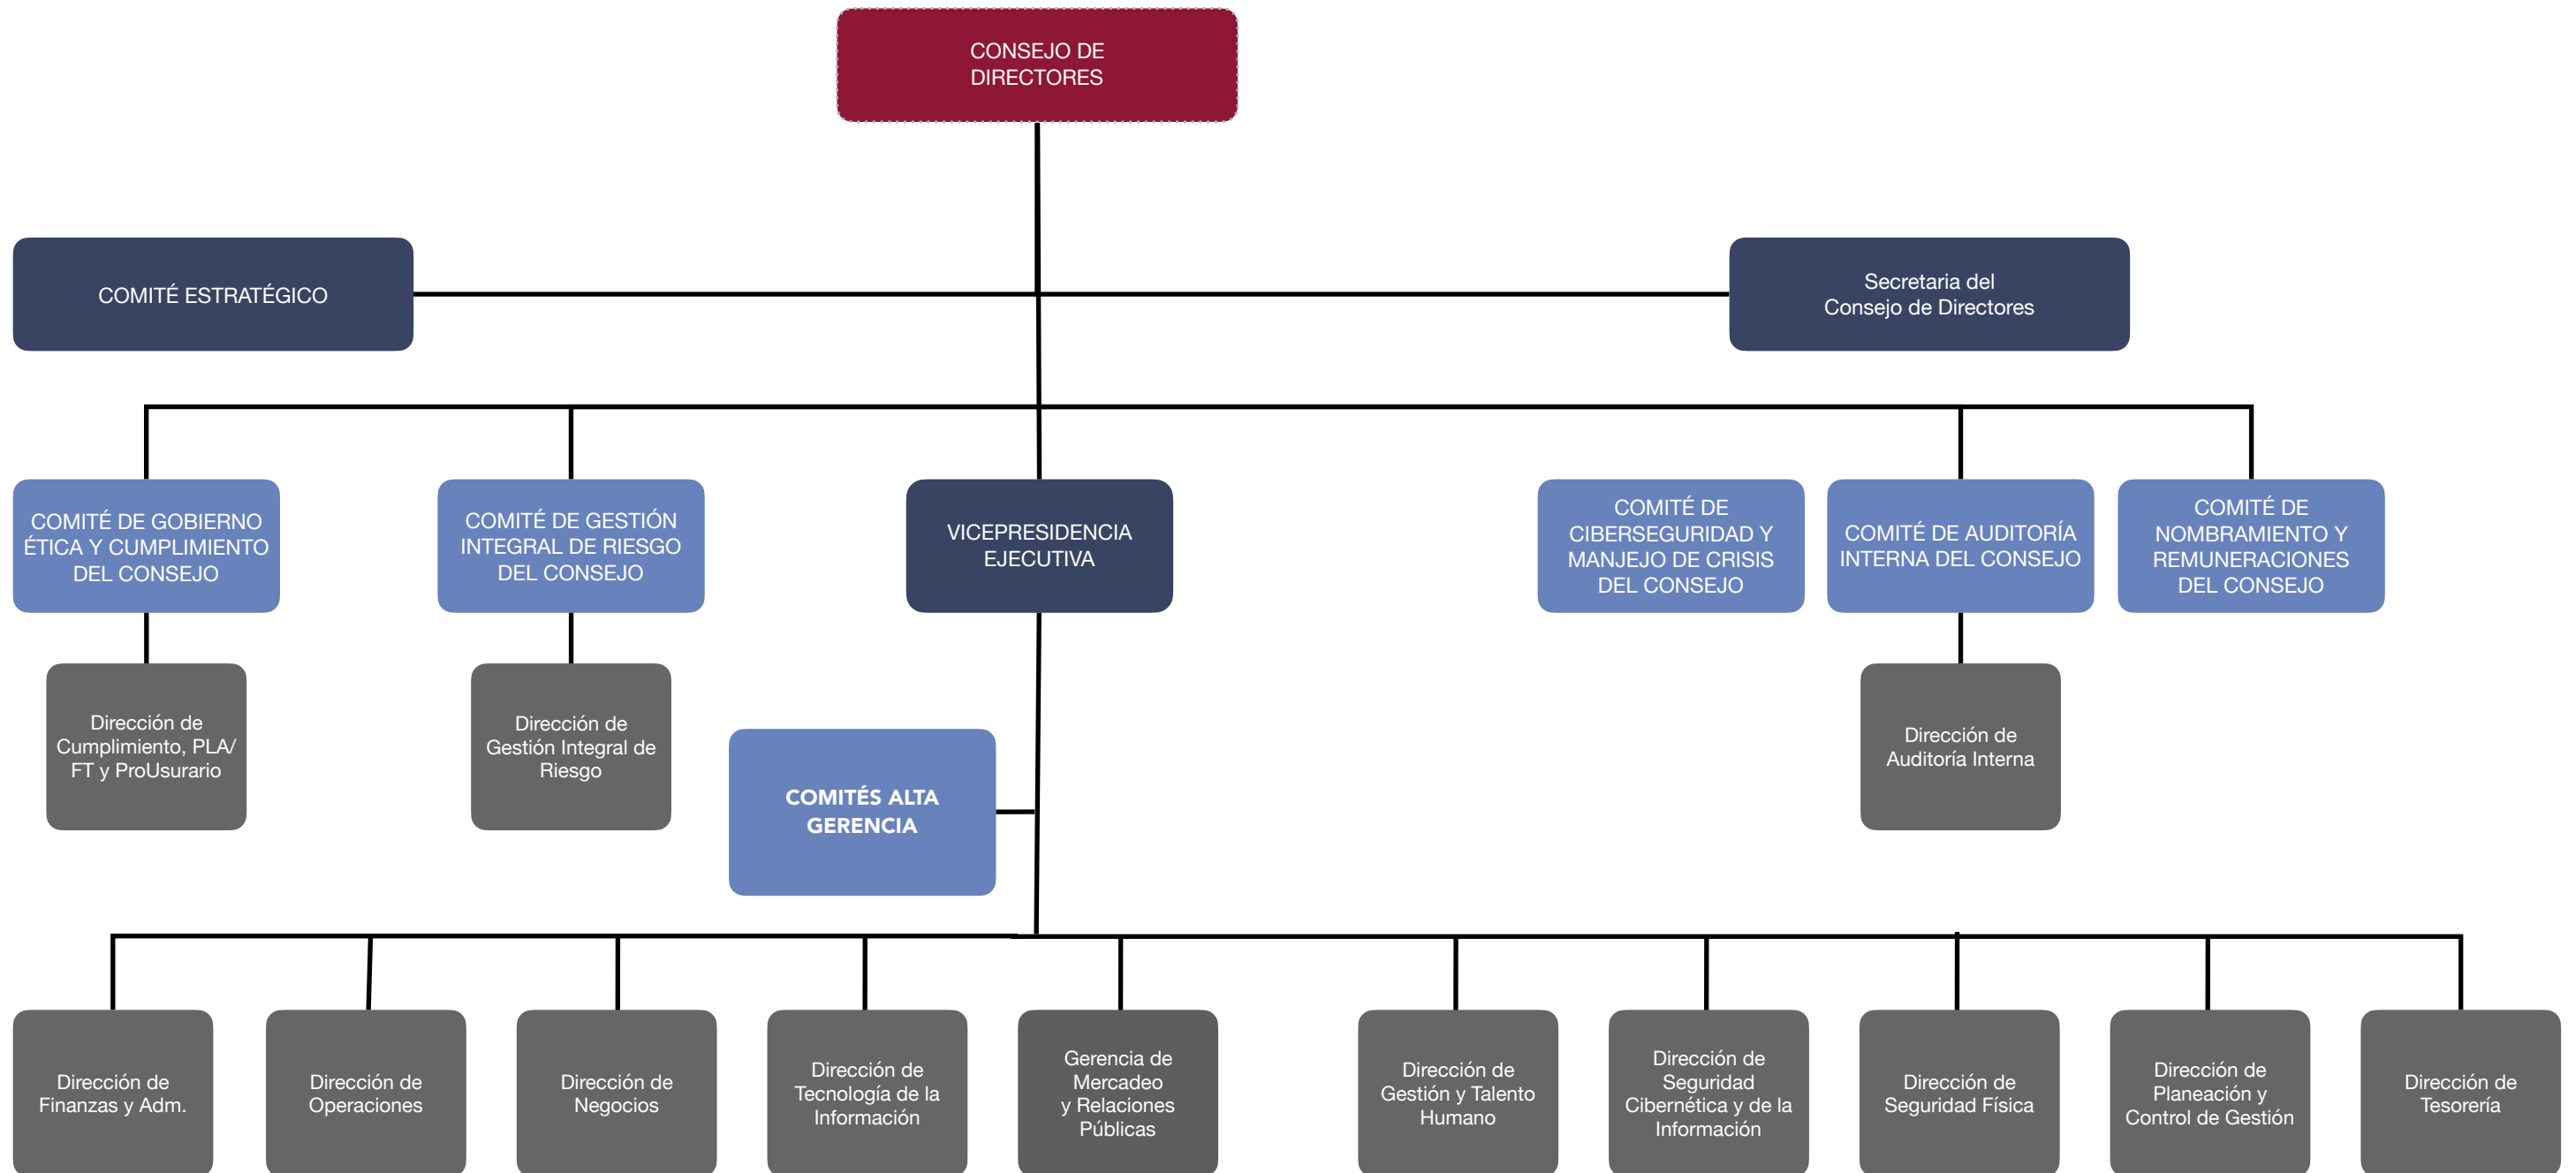 CONSEJO DE
DIRECTORES
COMITÉ ESTRATÉGICO
Secretaria del
Consejo de Directores
COMITÉ DE GOBIERNO
ÉTICA Y CUMPLIMIENTO
DEL CONSEJO
COMITÉ DE GESTIÓN
INTEGRAL DE RIESGO
DEL CONSEJO
VICEPRESIDENCIA
EJECUTIVA
COMITÉ DE
CIBERSEGURIDAD Y
MANJEJO DE CRISIS
DEL CONSEJO
COMITÉ DE AUDITORÍA
INTERNA DEL CONSEJO
COMITÉ DE
NOMBRAMIENTO Y
REMUNERACIONES
DEL CONSEJO
Dirección de
Cumplimiento, PLA/
FT y ProUsurario
Dirección de
Gestión Integral de
Riesgo
Dirección de
Auditoría Interna
COMITÉS ALTA
GERENCIA
Dirección de
Finanzas y Adm.
Dirección de
Operaciones
Dirección de
Negocios
Dirección de
Tecnología de la
Información
Gerencia de
Mercadeo
y Relaciones
Públicas
Dirección de
Gestión y Talento
Humano
Dirección de
Seguridad
Cibernética y de la
Información
Dirección de
Seguridad Física
Dirección de
Planeación y
Control de Gestión
Dirección de
Tesorería